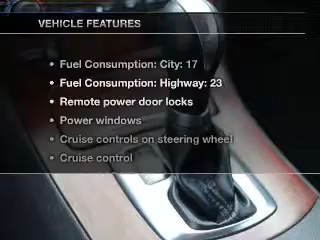 VEHICLE FEATURES
• Fuel Consumption: City: 17
• Fuel Consumption: Highway: 23
• Remote power door locks
• Power windows
• Cruise controls on steering wheel
• Cruise control